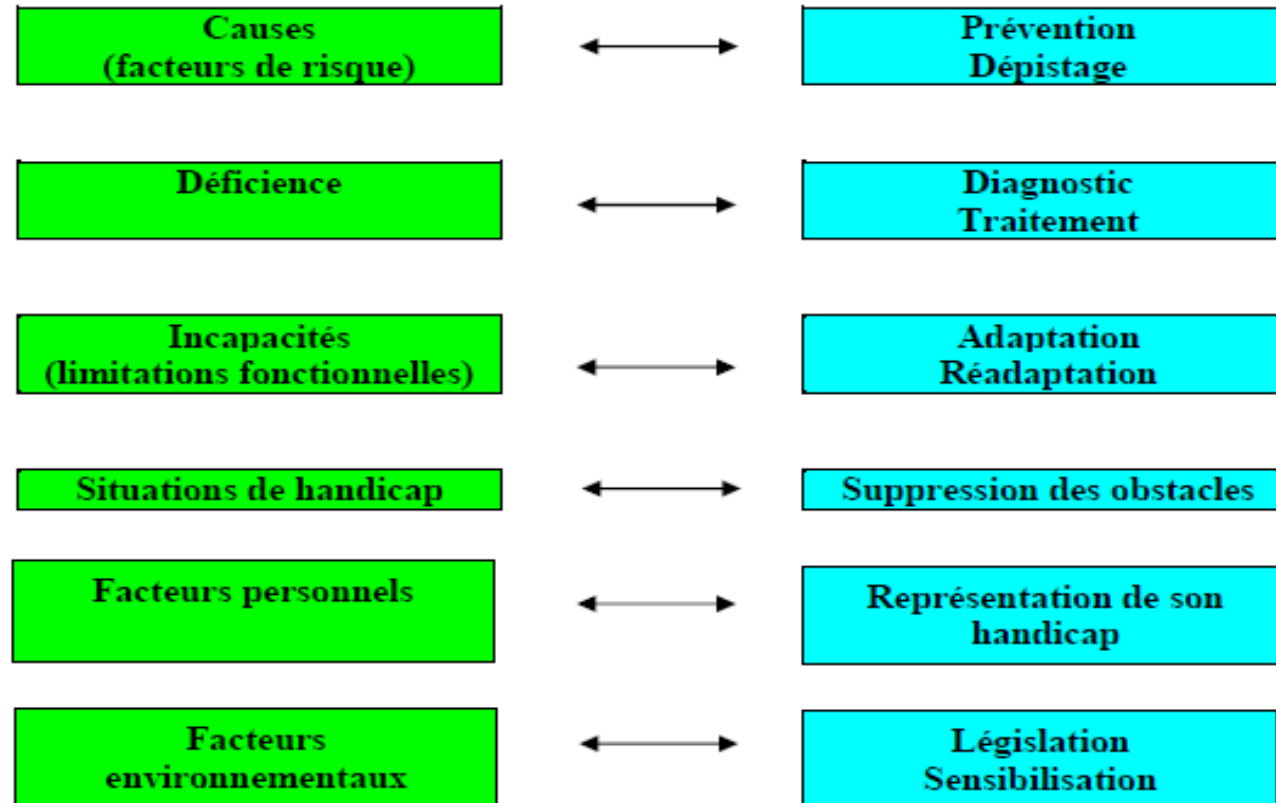 Causes
(facteurs de risque)
Prévention
Dépistage
Déficience
Diagnostic
Traitement
Incapacités
(limitations fonctionnelles)
Adaptation
Réadaptation
Situations de handicap
Suppression des obstacles
Facteurs personnels
Représentation de son
handicap
Facteurs
environnementaux
Législation
Sensibilisation